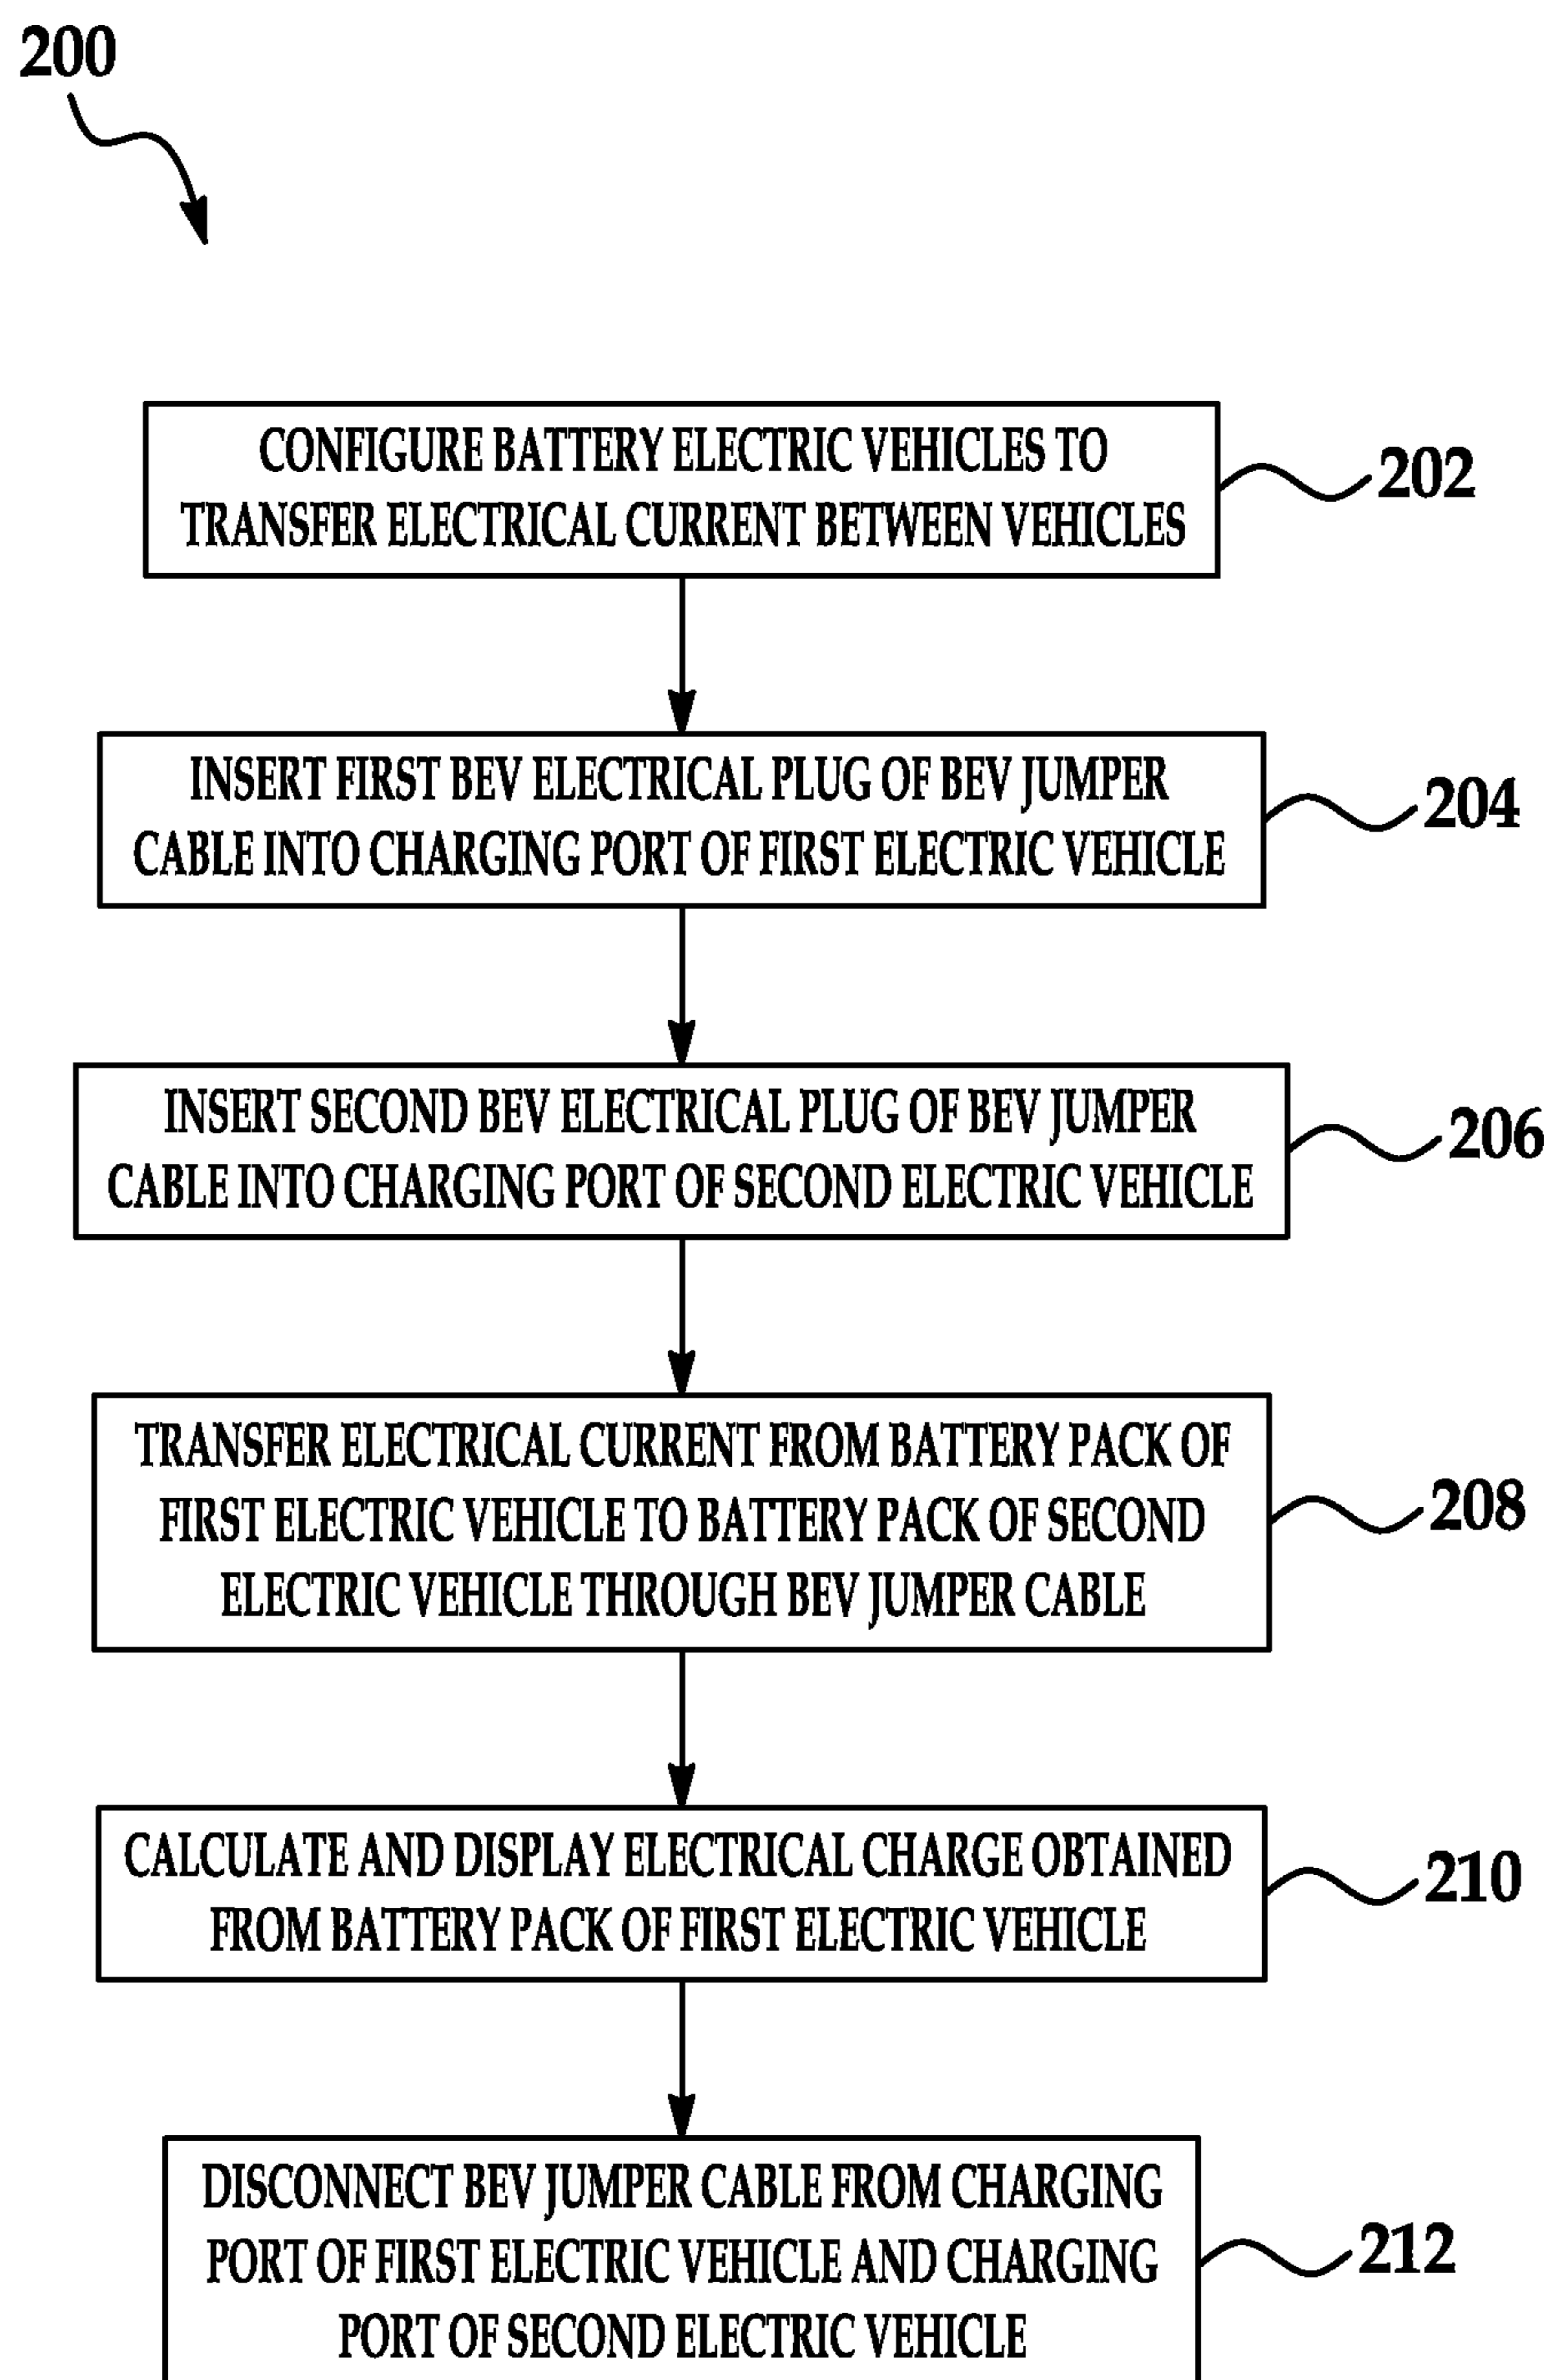 200
CONFIGURE BATTERY ELECTRIC VEHICLES TO
TRANSFER ELECTRICAL CURRENT BETWEEN VEHICLES
202
INSERT FIRST BEV ELECTRICAL PLUG OF BEV JUMPER
CABLE INTO CHARGING PORT OF FIRST ELECTRIC VEHICLE
204
INSERT SECOND BEV ELECTRICAL PLUG OF BEV JUMPER
CABLE INTO CHARGING PORT OF SECOND ELECTRIC VEHICLE
206
TRANSFER ELECTRICAL CURRENT FROM BATTERY PACK OF
FIRST ELECTRIC VEHICLE TO BATTERY PACK OF SECOND
ELECTRIC VEHICLE THROUGH BEV JUMPER CABLE
208
CALCULATE AND DISPLAY ELECTRICAL CHARGE OBTAINED
FROM BATTERY PACK OF FIRST ELECTRIC VEHICLE
210
DISCONNECT BEV JUMPER CABLE FROM CHARGING
PORT OF FIRST ELECTRIC VEHICLE AND CHARGING
PORT OF SECOND ELECTRIC VEHICLE
212